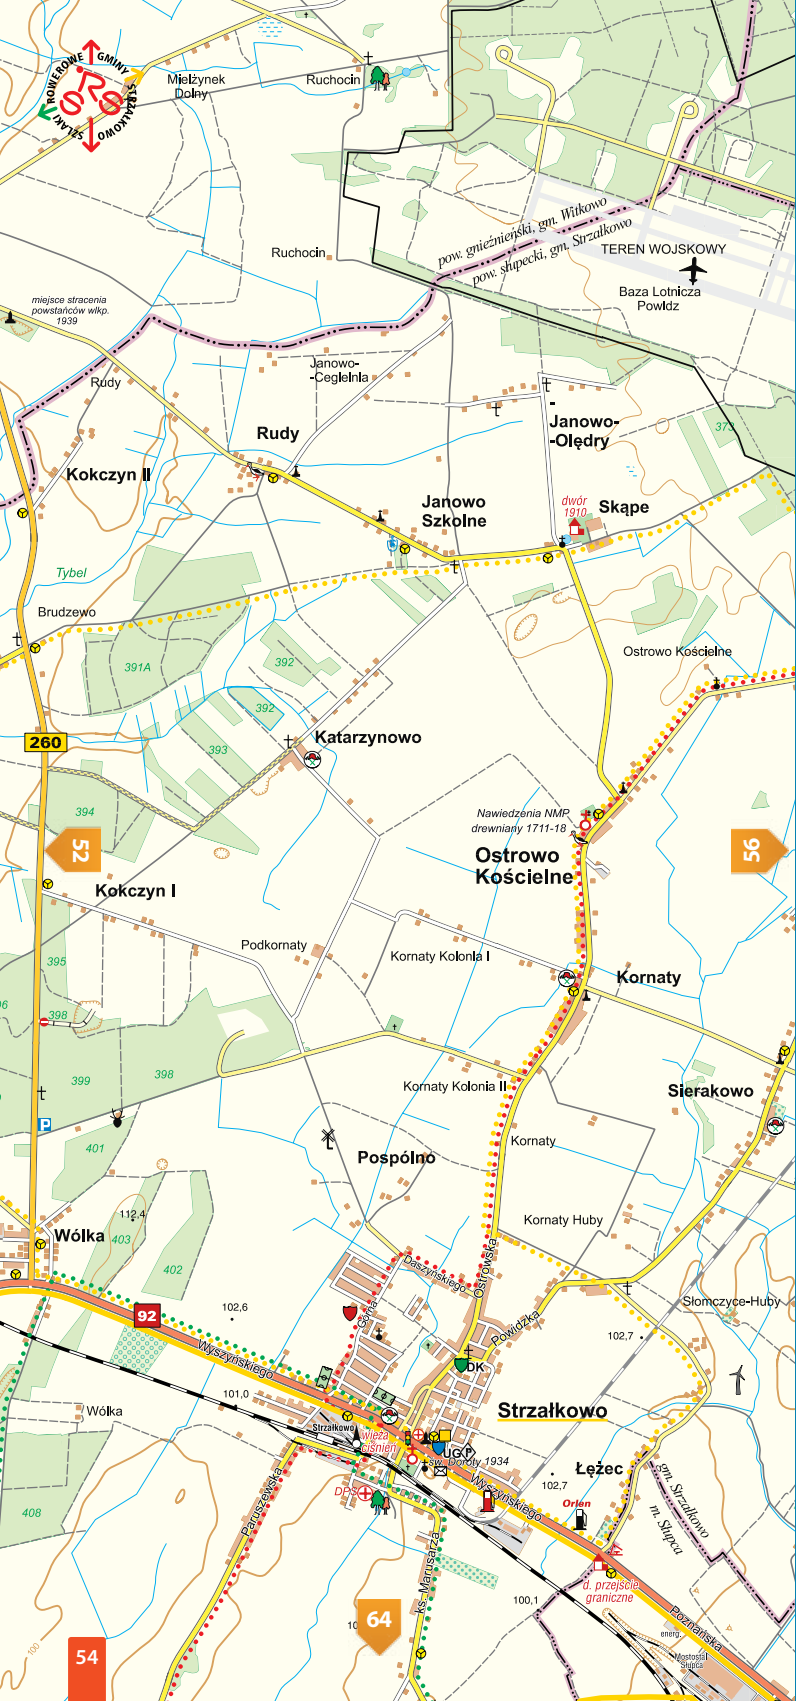 SZLAKI ROWEROWE GMINY STRZAŁKOWO
SRS
Mielżynek
Dolny
Ruchocin
pow. gnieźnieński, gm. Witkowo
pow. słupecki, gm. Strzałkowo
Ruchocin
TEREN WOJSKOWY
Baza Lotnicza
Powidz
miejsce stracenia
powstańców wlkp.
1939
Janowo-
-Cegielnia
Rudy
Janowo-
-Olędry
373
Rudy
Kokczyn II
Janowo
Szkolne
dwór
1910
Skąpe
Tybel
Brudzewo
391A
392
Ostrowo Kościelne
392
260
393
Katarzynowo
394
Nawiedzenia NMP
drewniany 1711-18
52
56
Ostrowo
Kościelne
Kokczyn I
Podkornaty
Kornaty Kolonia I
395
Kornaty
398
399
398
Kornaty Kolonia II
Sierakowo
P
401
Kornaty
Pospólno
112,4
403
Kornaty Huby
Wólka
402
Daszyńskiego
Ostrowska
Słomczyce-Huby
92
102,6
Górna
Powidzka
102,7
Wyszyńskiego
DK
101,0
Strzałkowo
Wólka
Strzałkowo
wieża
ciśnień
UG
P
św. Doroty 1934
Łężec
DPS
102,7
Wyszyńskiego
Orlen
gm. Strzałkowo
m. Słupca
Paruszewska
408
ks. Marusarza
d. przejście
graniczne
100,1
64
Poznańska
energ.
100
Mostostal
Słupca
54